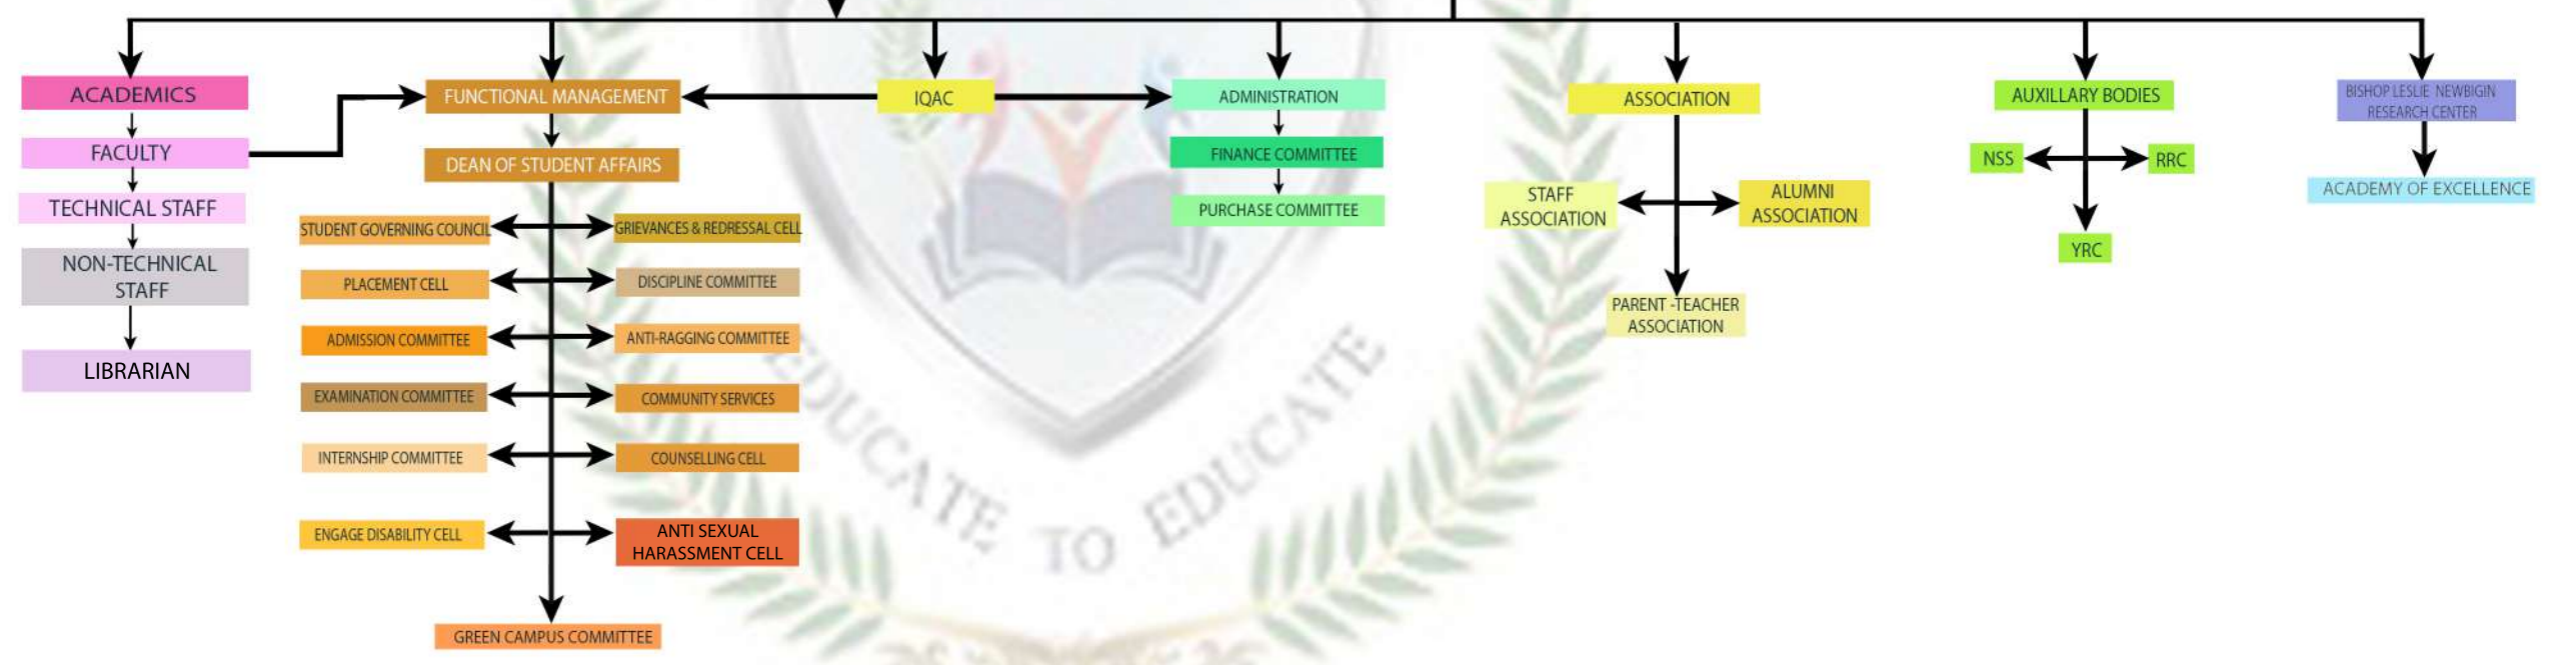 ACADEMICS
FACULTY
TECHNICAL STAFF
NON-TECHNICAL
STAFF
LIBRARIAN
FUNCTIONAL MANAGEMENT
DEAN OF STUDENT AFFAIRS
STUDENT GOVERNING COUNCIL
GRIEVANCES & REDRESSAL CELL
PLACEMENT CELL
DISCIPLINE COMMITTEE
ADMISSION COMMITTEE
ANTI-RAGGING COMMITTEE
EXAMINATION COMMITTEE
COMMUNITY SERVICES
INTERNSHIP COMMITTEE
COUNSELLING CELL
ENGAGE DISABILITY CELL
ANTI SEXUAL
HARASSMENT CELL
GREEN CAMPUS COMMITTEE
IQAC
ADMINISTRATION
FINANCE COMMITTEE
PURCHASE COMMITTEE
ASSOCIATION
STAFF
ASSOCIATION
ALUMNI
ASSOCIATION
PARENT -TEACHER
ASSOCIATION
AUXILLARY BODIES
NSS
RRC
YRC
BISHOP LESLIE NEWBIGIN
RESEARCH CENTER
ACADEMY OF EXCELLENCE
EDUCATE TO EDUCATE